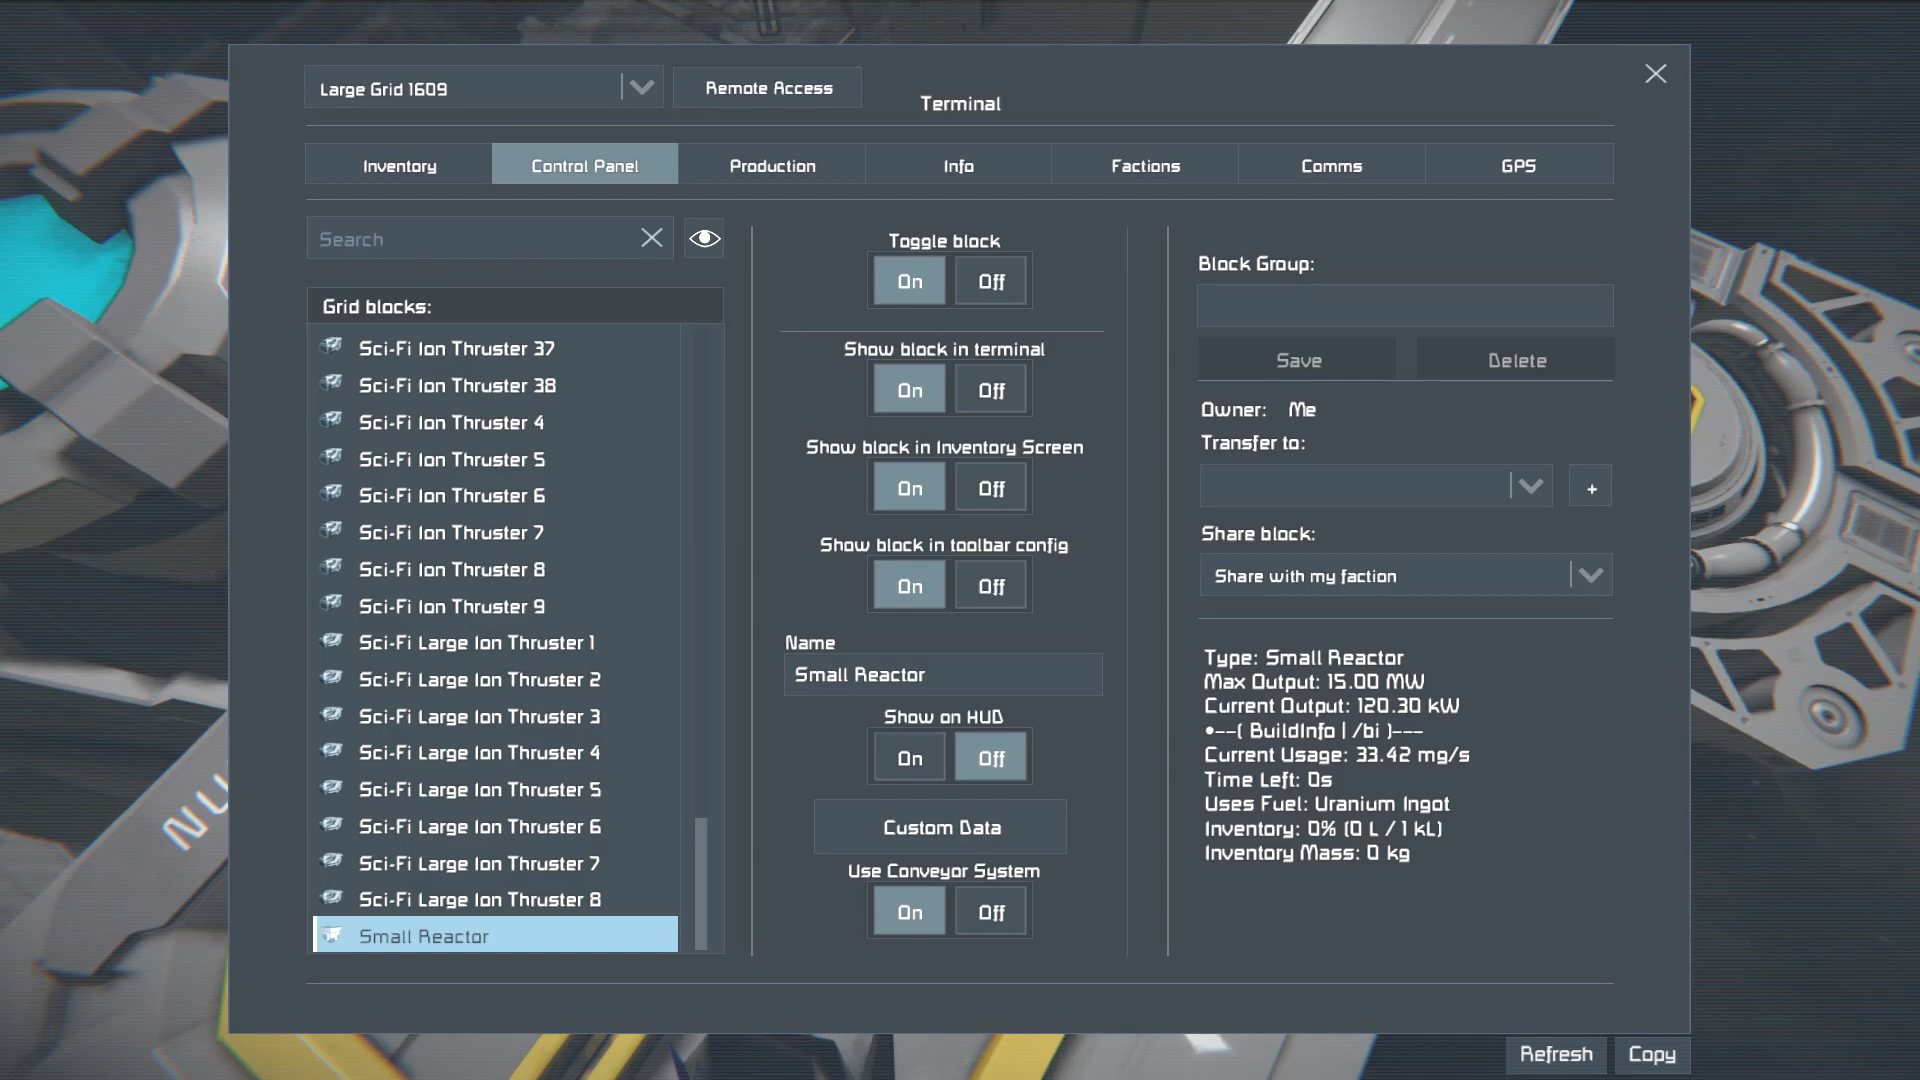 Large Grid 1609
Remote Access
Terminal
Inventory
Control Panel
Production
Info
Factions
Comms
GPS
Search
Grid blocks:
Sci-Fi Ion Thruster 37
Sci-Fi Ion Thruster 38
Sci-Fi Ion Thruster 4
Sci-Fi Ion Thruster 5
Sci-Fi Ion Thruster 6
Sci-Fi Ion Thruster 7
Sci-Fi Ion Thruster 8
Sci-Fi Ion Thruster 9
Sci-Fi Large Ion Thruster 1
Sci-Fi Large Ion Thruster 2
Sci-Fi Large Ion Thruster 3
Sci-Fi Large Ion Thruster 4
Sci-Fi Large Ion Thruster 5
Sci-Fi Large Ion Thruster 6
Sci-Fi Large Ion Thruster 7
Sci-Fi Large Ion Thruster 8
Small Reactor
Toggle block
On Off
Show block in terminal
On Off
Show block in Inventory Screen
On Off
Show block in toolbar config
On Off
Name
Small Reactor
Show on HUD
On Off
Custom Data
Use Conveyor System
On Off
Block Group:
Save Delete
Owner: Me
Transfer to:
+
Share block:
Share with my faction
Type: Small Reactor
Max Output: 15.00 MW
Current Output: 120.30 kW
•--( BuildInfo | /bi )---
Current Usage: 33.42 mg/s
Time Left: 0s
Uses Fuel: Uranium Ingot
Inventory: 0% (0 L / 1 kL)
Inventory Mass: 0 kg
Refresh Copy